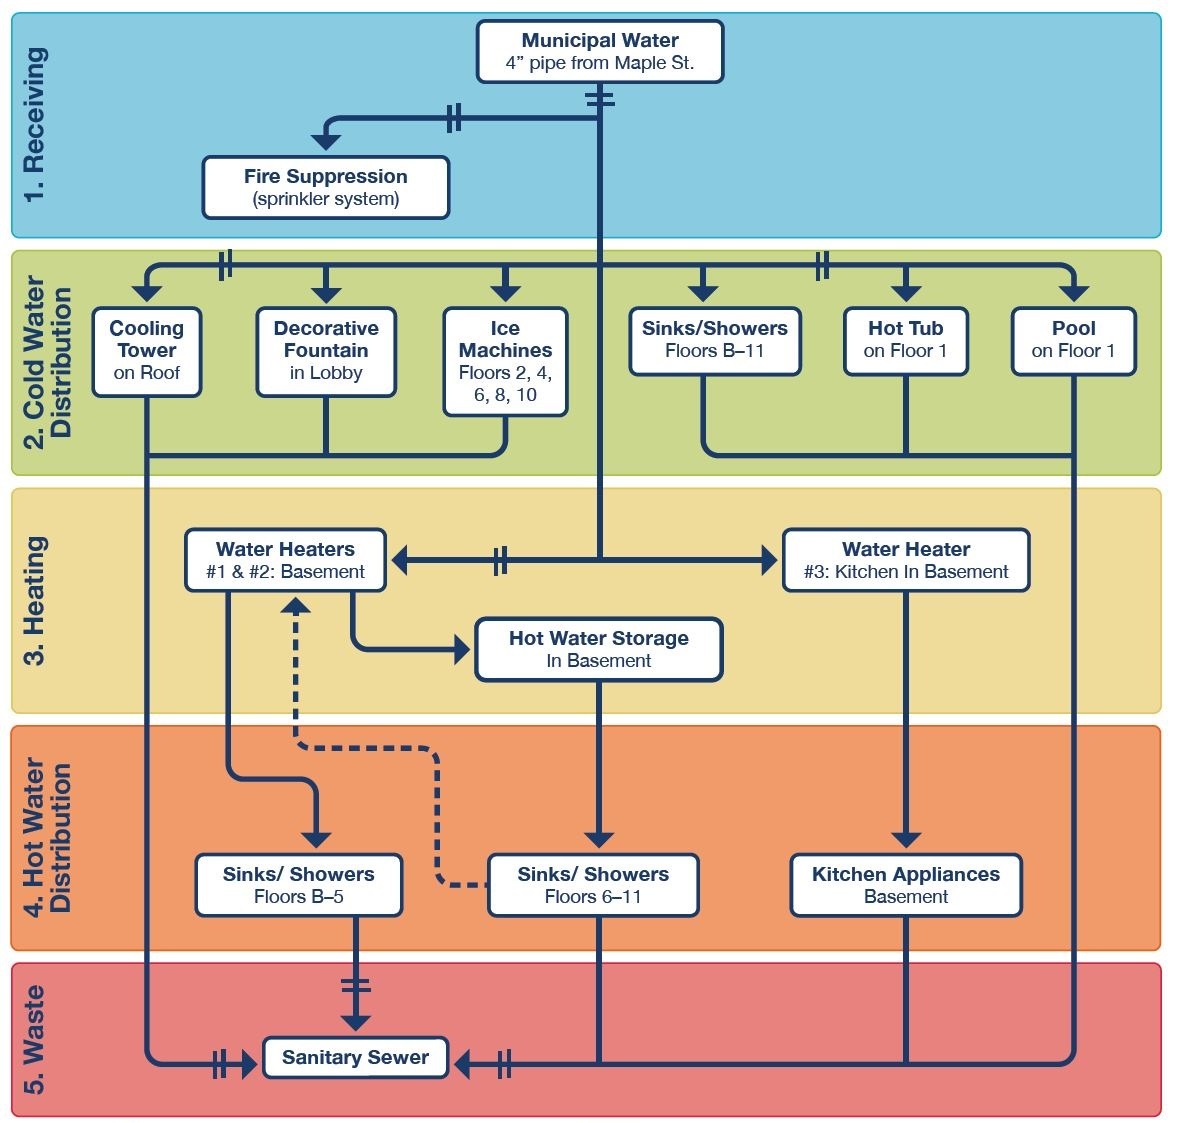 1. Receiving
Municipal Water
4” pipe from Maple St.
Fire Suppression
(sprinkler system)
2. Cold Water
Distribution
Cooling
Tower
on Roof
Decorative
Fountain
in Lobby
Ice
Machines
Floors 2, 4,
6, 8, 10
Sinks/Showers
Floors B–11
Hot Tub
on Floor 1
Pool
on Floor 1
3. Heating
Water Heaters
#1 & #2: Basement
Water Heater
#3: Kitchen In Basement
Hot Water Storage
In Basement
4. Hot Water
Distribution
Sinks/ Showers
Floors B–5
Sinks/ Showers
Floors 6–11
Kitchen Appliances
Basement
5. Waste
Sanitary Sewer